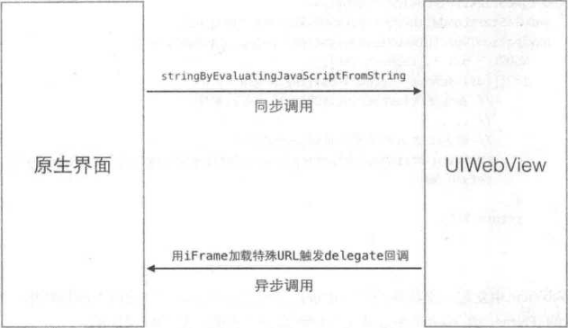 stringByEvaluatingJavaScriptFromString
同步调用
原生界面
UIWebView
用iFrame加载特殊URL触发delegate回调
异步调用